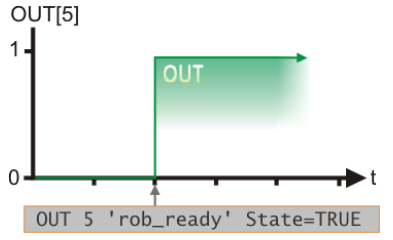 OUT[5]
1
OUT
0
t
OUT 5 'rob_ready' State=TRUE